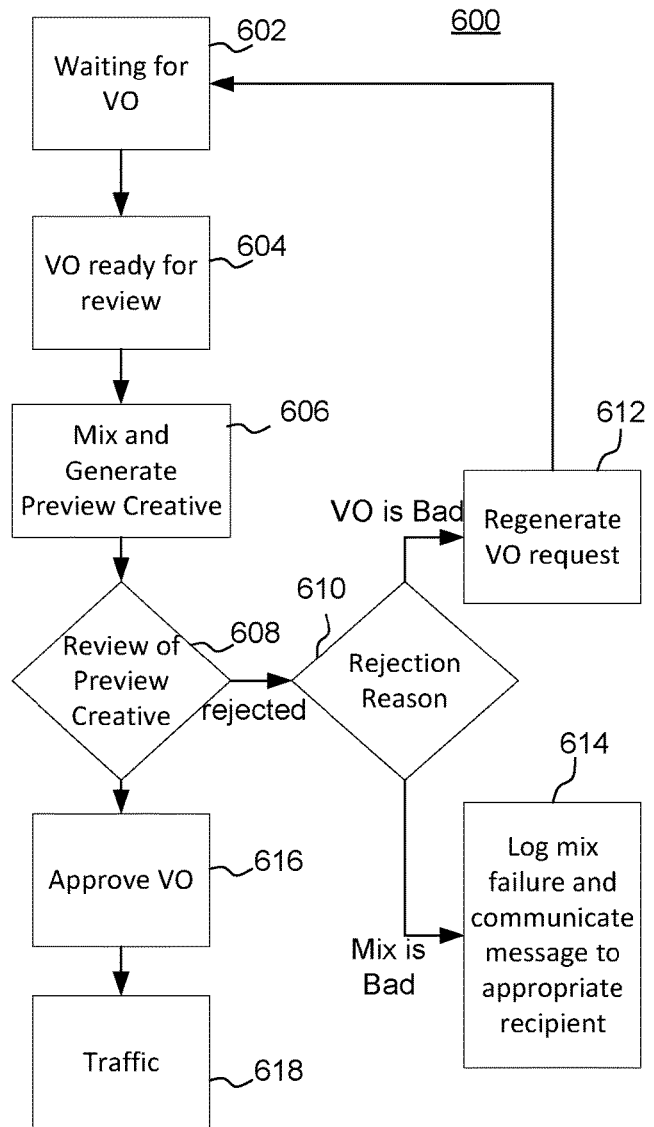 600
602
Waiting for
VO
604
VO ready for
review
606
Mix and
Generate
Preview Creative
608
Review of
Preview
Creative
rejected
610
Rejection
Reason
VO is Bad
612
Regenerate
VO request
Mix is
Bad
614
Log mix
failure and
communicate
message to
appropriate
recipient
616
Approve VO
618
Traffic